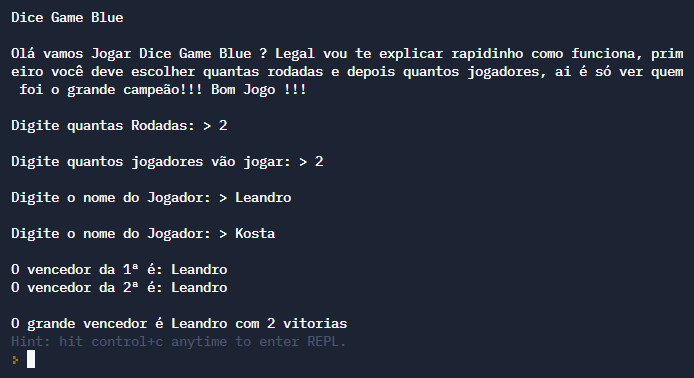 Dice Game Blue
Olá vamos Jogar Dice Game Blue ? Legal vou te explicar rapidinho como funciona, prim
eiro você deve escolher quantas rodadas e depois quantos jogadores, ai é só ver quem
foi o grande campeão!!! Bom Jogo !!!
Digite quantas Rodadas: > 2
Digite quantos jogadores vão jogar: > 2
Digite o nome do Jogador: > Leandro
Digite o nome do Jogador: > Kosta
O vencedor da 1ª é: Leandro
O vencedor da 2ª é: Leandro
O grande vencedor é Leandro com 2 vitorias
Hint: hit control+c anytime to enter REPL.
>